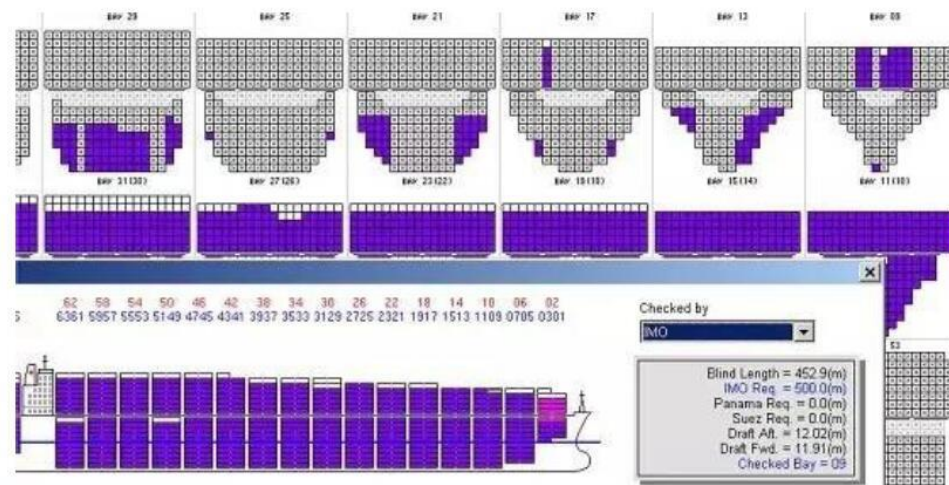 BAY 29 BAY 25 BAY 21 BAY 17 BAY 13 BAY 09
BAY 31(30) BAY 27(26) BAY 23(22) BAY 19(18) BAY 15(14) BAY 11(10)
62 58 54 50 46 42 38 34 30 26 22 18 14 10 06 02
6361 5957 5553 5149 4745 4341 3937 3533 3129 2725 2321 1917 1513 1109 0705 0301
Checked by
IMO
Blind Length = 452.9(m)
IMO Req. = 500.0(m)
Panama Req. = 0.0(m)
Suez Req. = 0.0(m)
Draft Aft. = 12.02(m)
Draft Fwd. = 11.91(m)
Checked Bay = 09
53